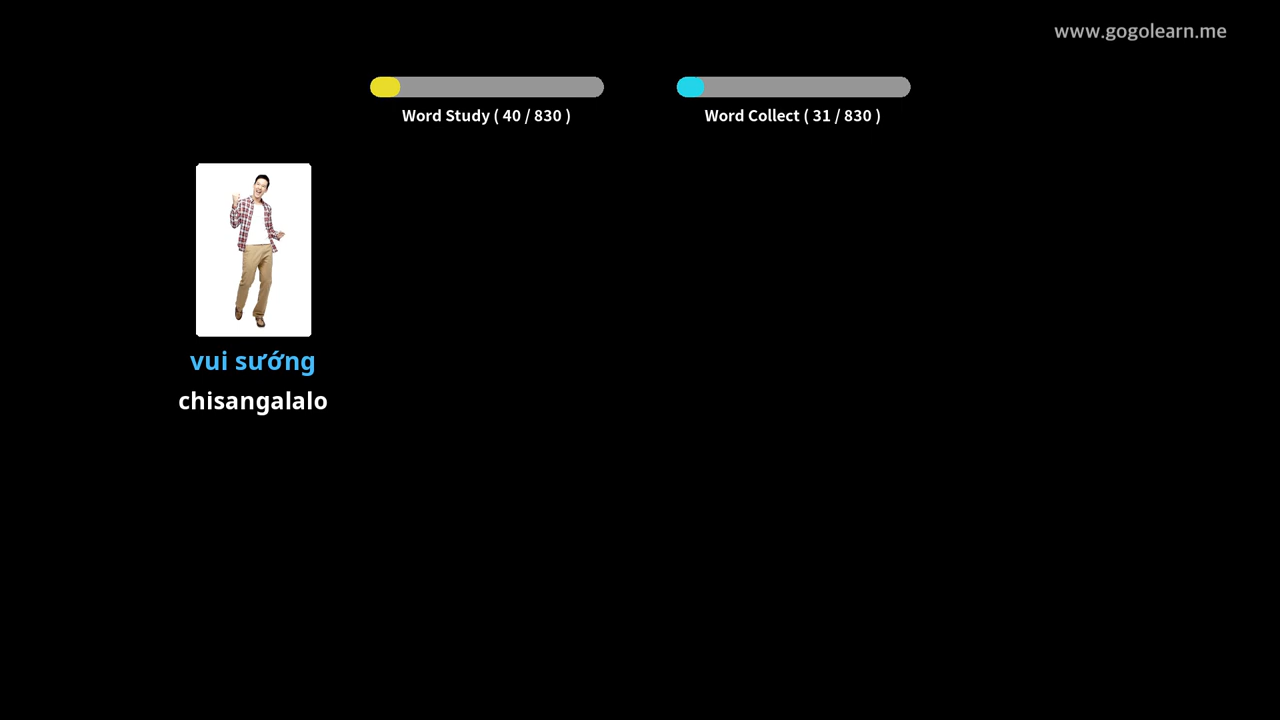 www.gogolearn.me
Word Study ( 40 / 830 )
Word Collect ( 31 / 830 )
vui sướng
chisangalalo